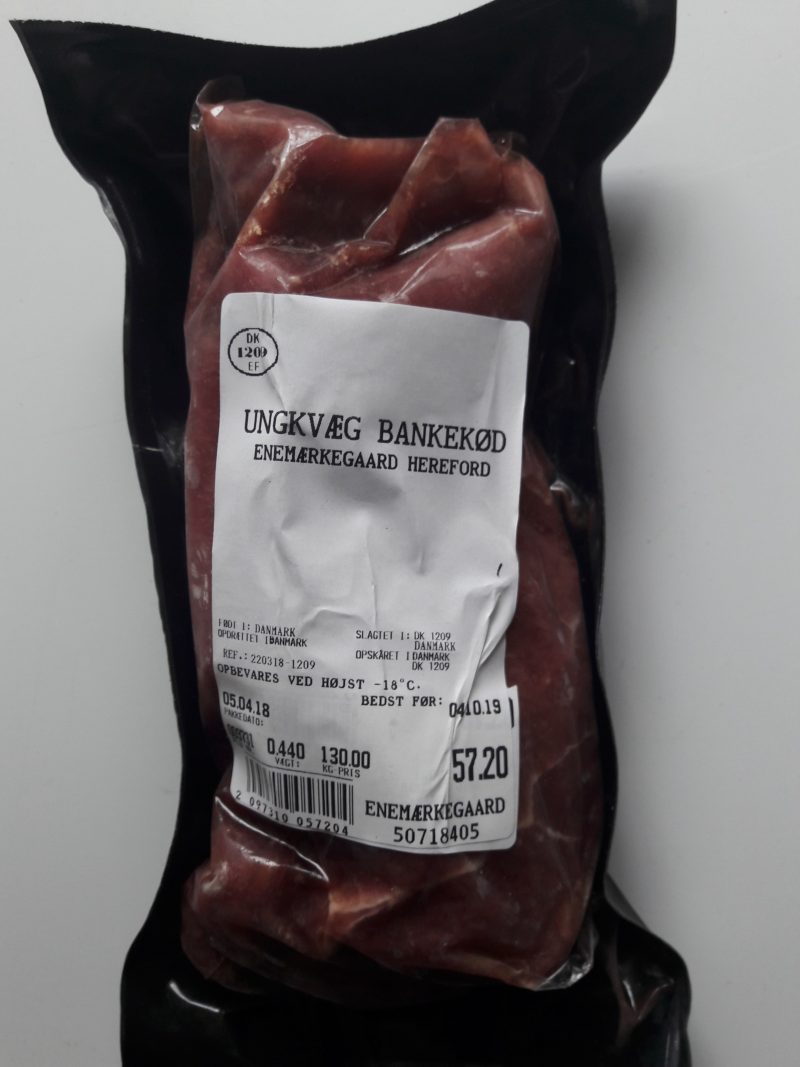 DK
1209
EF
UNGKVÆG BANKEKØD
ENEMÆRKEGAARD HEREFORD
FØDT I: DANMARK
OPDRÆTTET I DANMARK
SLAGTET I: DK 1209
DANMARK
OPSKÅRET I DANMARK
DK 1209
REF.: 220318-1209
OPBEVARES VED HØJST -18°C.
05.04.18
PAKKEDATO:
BEDST FØR: 04.10.19
0.440 130.00
VÆGT: KG PRIS
57.20
2 097310 057204
ENEMÆRKEGAARD
50718405